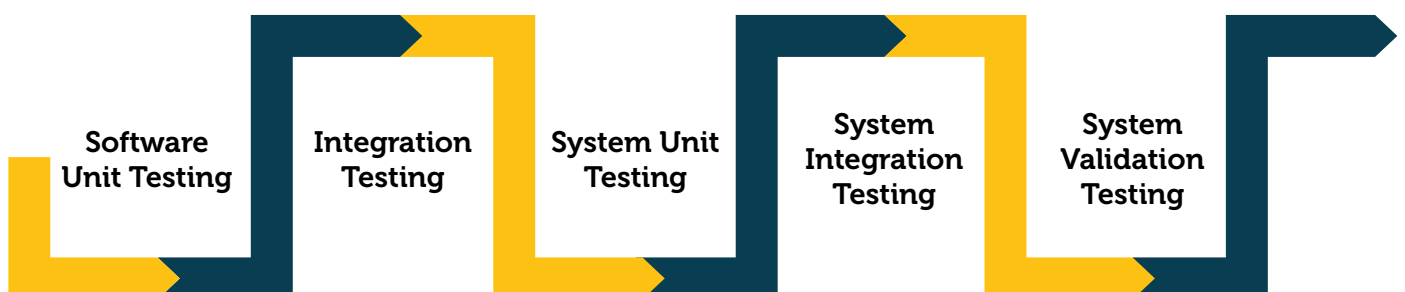 Software
Unit Testing
Integration
Testing
System Unit
Testing
System
Integration
Testing
System
Validation
Testing